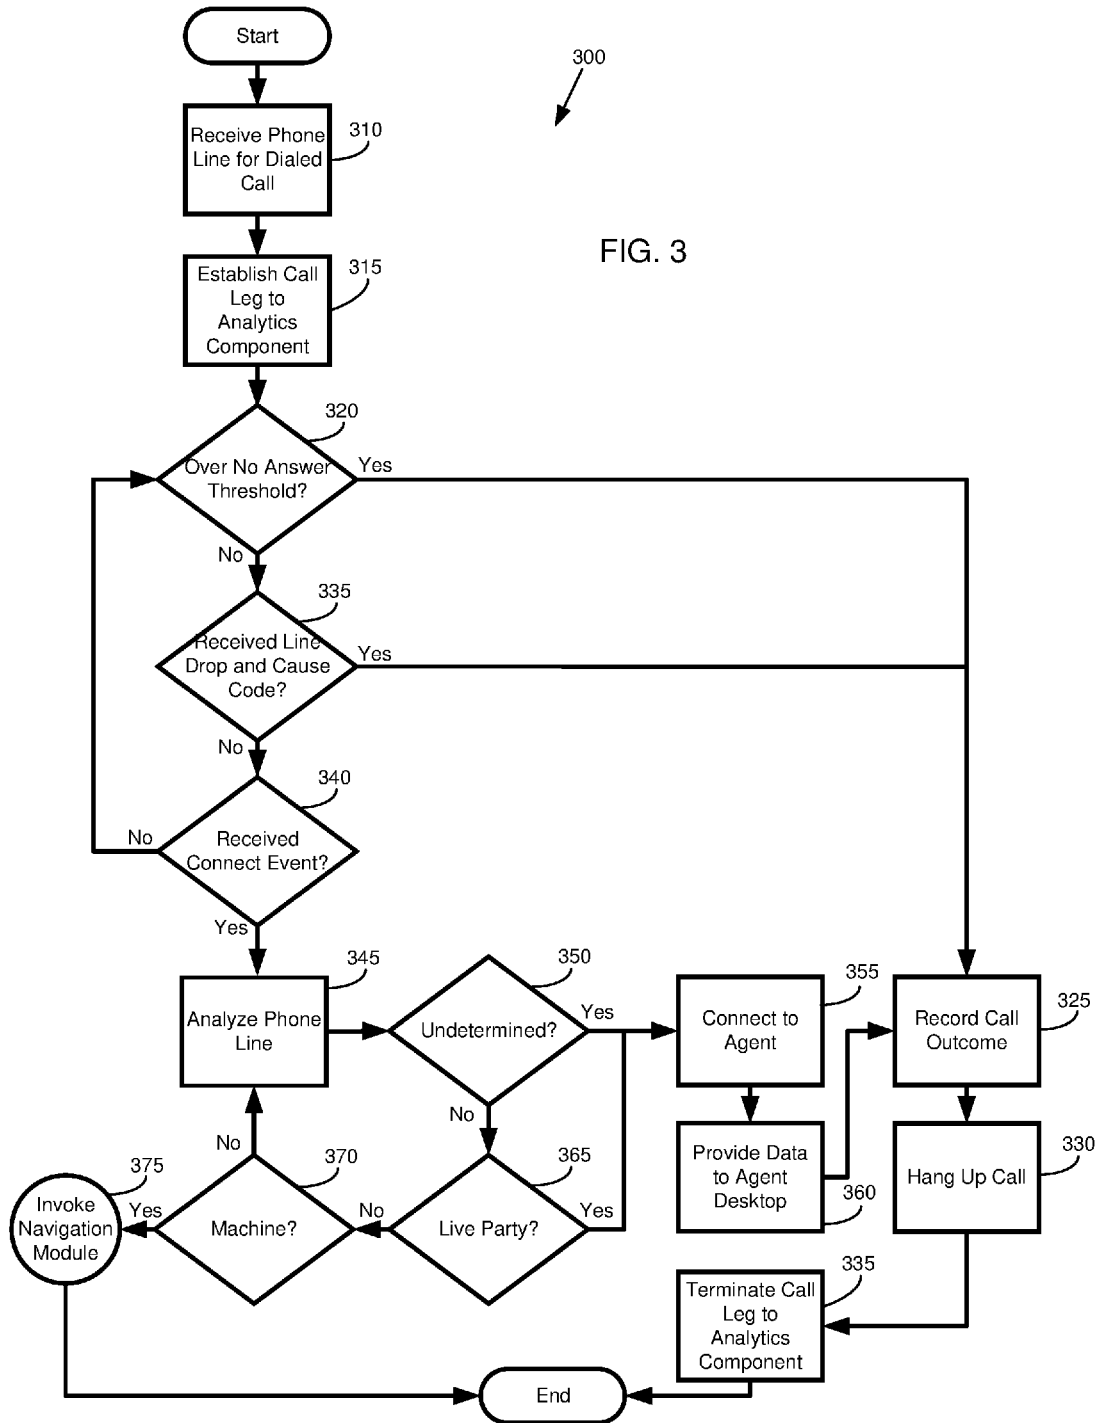 Start
300
Receive Phone
Line for Dialed
Call
310
FIG. 3
Establish Call
Leg to
Analytics
Component
315
320
Over No Answer
Threshold?
Yes
No
335
Received Line
Drop and Cause
Code?
Yes
No
340
Received
Connect Event?
No
Yes
345
Analyze Phone
Line
350
Undetermined?
Yes
No
355
Connect to
Agent
325
Record Call
Outcome
Provide Data
to Agent
Desktop
360
330
Hang Up Call
365
Live Party?
Yes
No
370
Machine?
No
Yes
375
Invoke
Navigation
Module
335
Terminate Call
Leg to
Analytics
Component
End